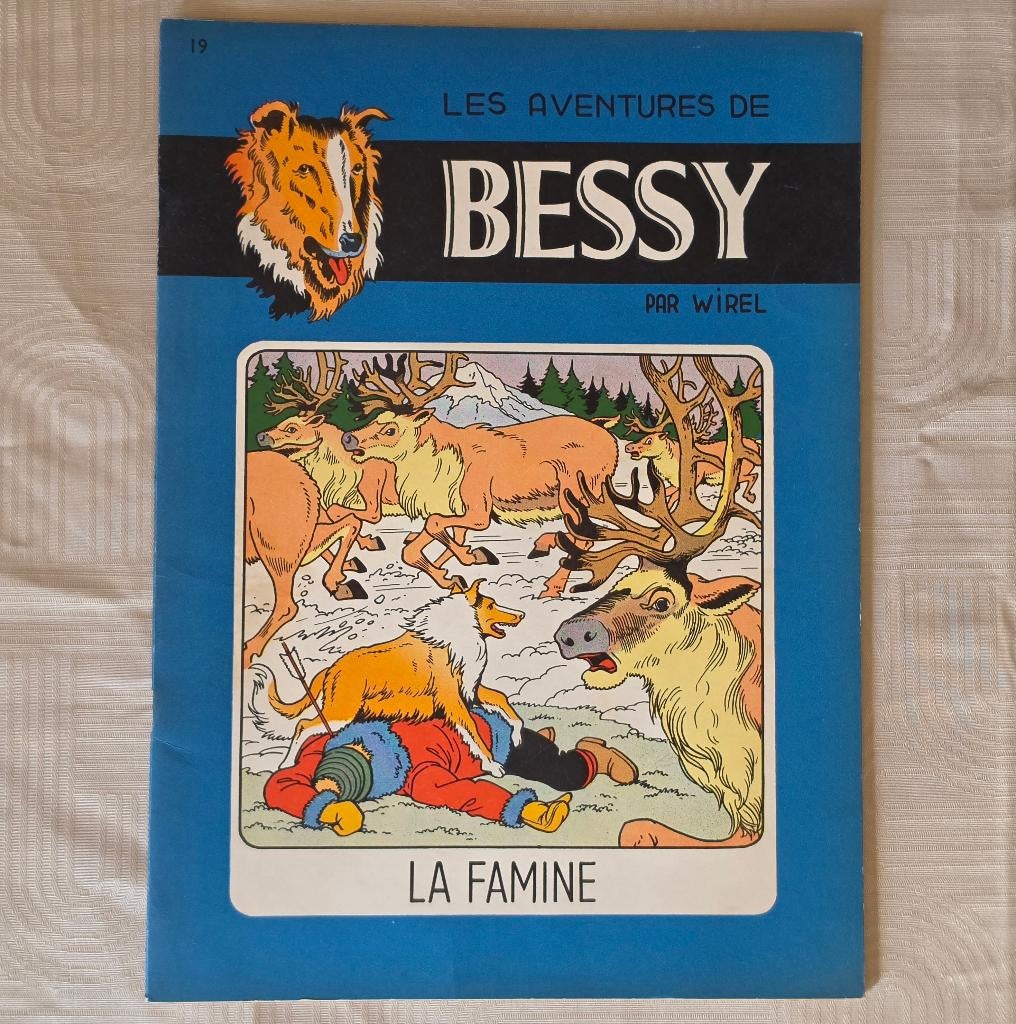 19
LES AVENTURES DE
BESSY
PAR WIREL
LA FAMINE